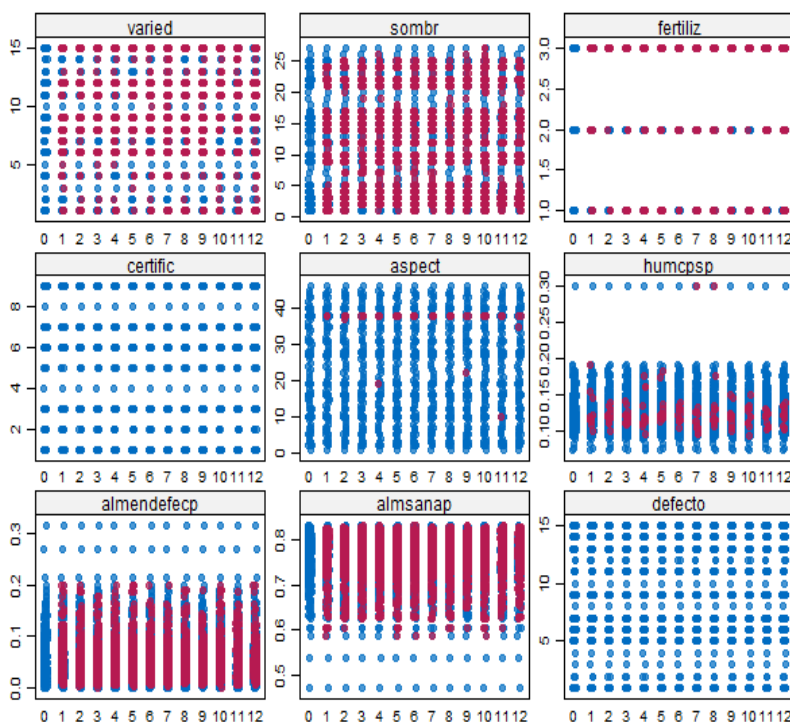 varied
5 10 15
0 1 2 3 4 5 6 7 8 9 10 11 12
sombr
0 5 10 15 20 25
0 1 2 3 4 5 6 7 8 9 10 11 12
fertiliz
1.0 1.5 2.0 2.5 3.0
0 1 2 3 4 5 6 7 8 9 10 11 12
certific
2 4 6 8
0 1 2 3 4 5 6 7 8 9 10 11 12
aspect
0 10 20 30 40
0 1 2 3 4 5 6 7 8 9 10 11 12
humcpsp
0.10 0.15 0.20 0.25 0.30
0 1 2 3 4 5 6 7 8 9 10 11 12
almendefecp
0.0 0.1 0.2 0.3
0 1 2 3 4 5 6 7 8 9 10 11 12
almsanap
0.5 0.6 0.7 0.8
0 1 2 3 4 5 6 7 8 9 10 11 12
defecto
5 10 15
0 1 2 3 4 5 6 7 8 9 10 11 12